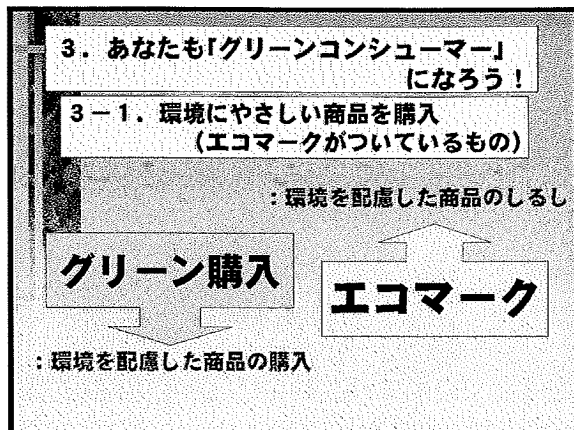 3．あなたも「グリーンコンシューマー」
になろう！
3－1．環境にやさしい商品を購入
（エコマークがついているもの）
：環境を配慮した商品のしるし
グリーン購入
エコマーク
：環境を配慮した商品の購入